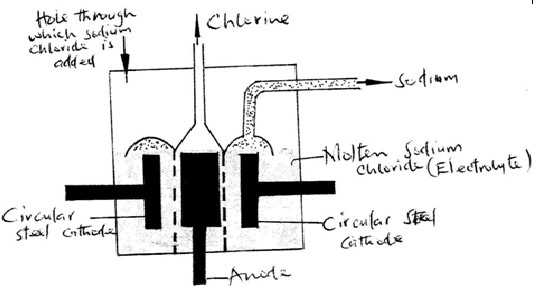 Hole through
which sodium
chloride is
added
Chlorine
Sodium
Molten Sodium
chloride (Electrolyte)
Circular
steel cathode
Circular steel
cathode
Anode